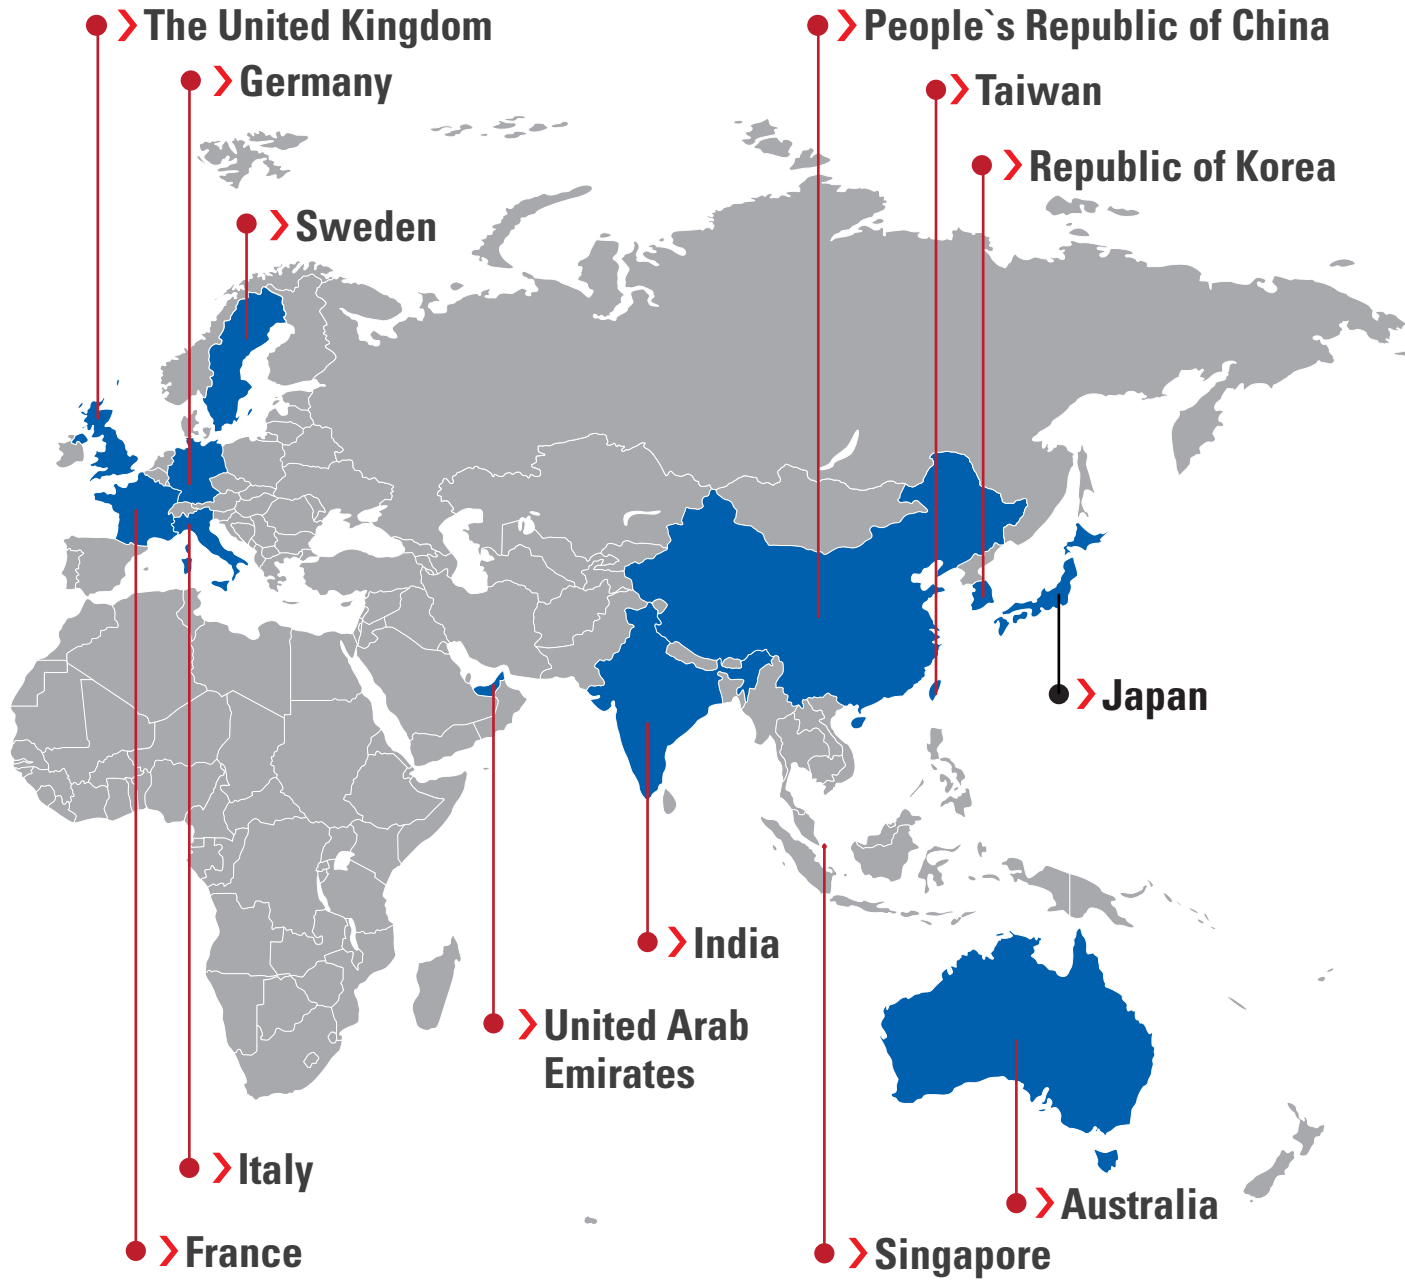 The United Kingdom
People`s Republic of China
Germany
Taiwan
Republic of Korea
Sweden
Japan
India
United Arab
Emirates
Italy
Australia
France
Singapore